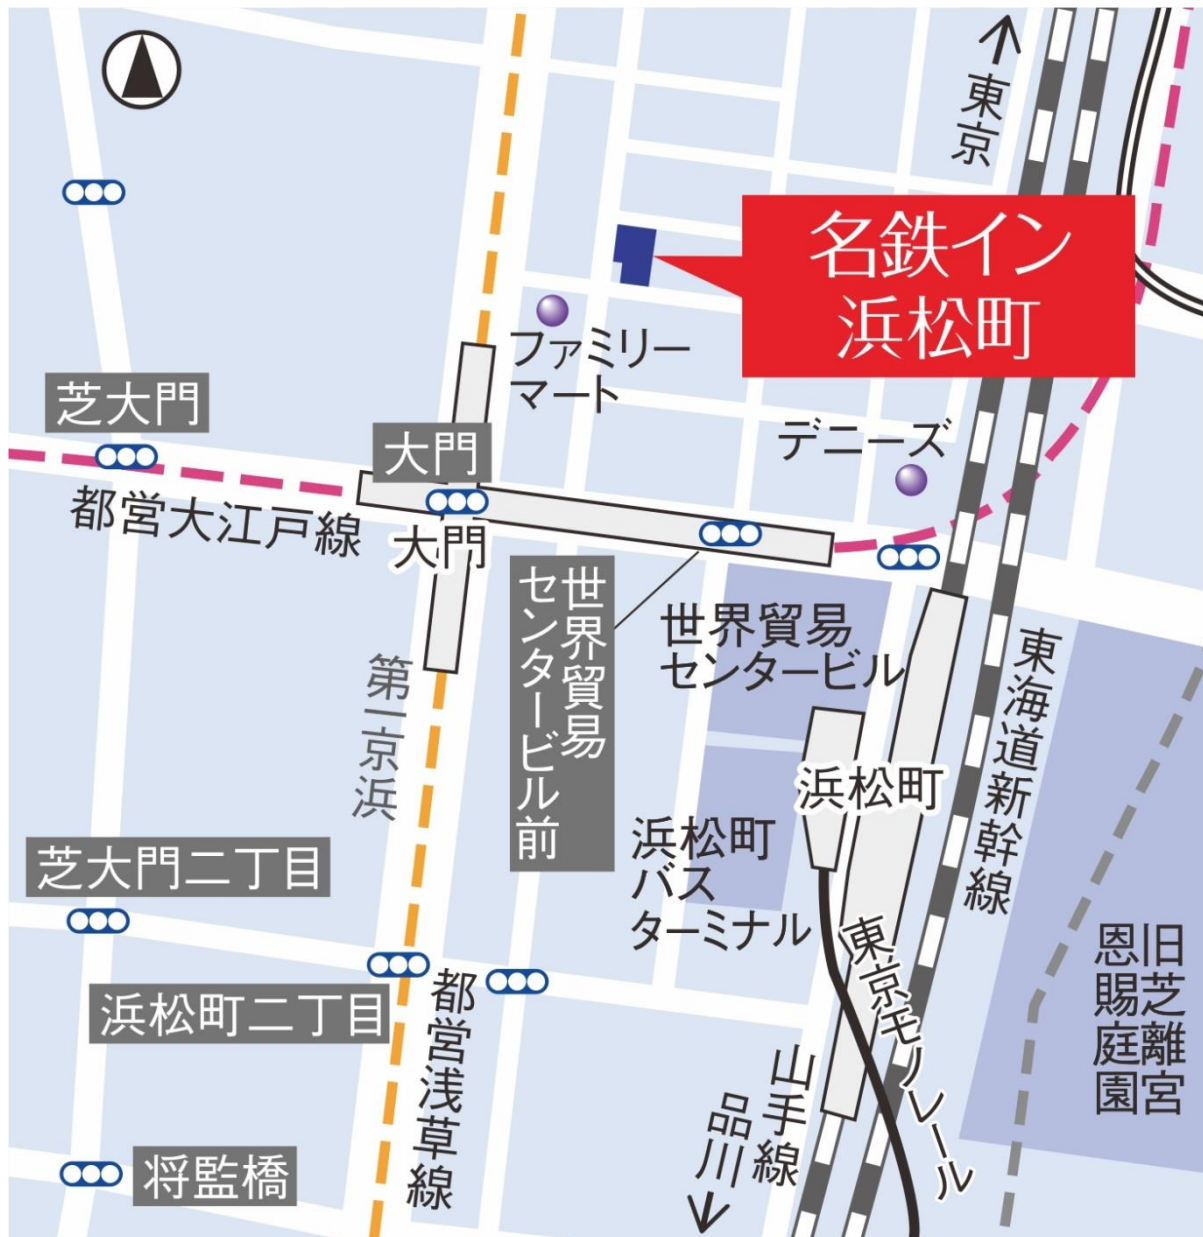 東京
名鉄イン
浜松町
ファミリー
マート
芝大門
大門
デニーズ
都営大江戸線
大門
世界貿易
センタービル前
世界貿易
センタービル
第一京浜
東海道新幹線
浜松町
浜松町
バス
ターミナル
芝大門二丁目
浜松町二丁目
都営浅草線
東京モノレール
旧芝離宮
恩賜庭園
山手線
品川
将監橋